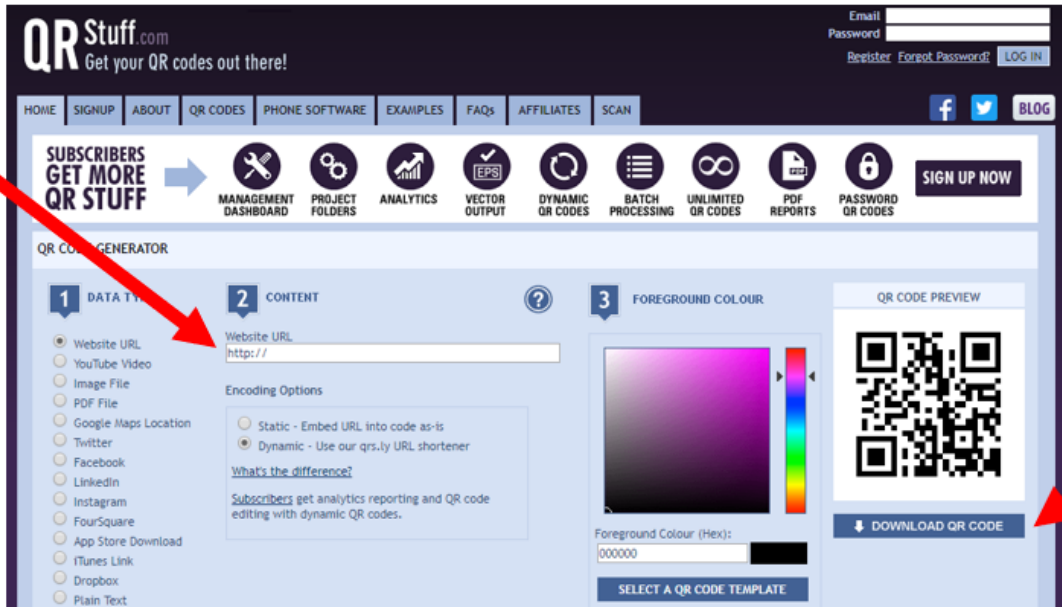 QR Stuff.com
Get your QR codes out there!
Email
Password
Register Forgot Password? LOG IN
HOME SIGNUP ABOUT QR CODES PHONE SOFTWARE EXAMPLES FAQs AFFILIATES SCAN f BLOG
SUBSCRIBERS
GET MORE
QR STUFF
MANAGEMENT
DASHBOARD
PROJECT
FOLDERS
ANALYTICS
EPS
VECTOR
OUTPUT
DYNAMIC
QR CODES
BATCH
PROCESSING
UNLIMITED
QR CODES
PDF
PDF
REPORTS
PASSWORD
QR CODES
SIGN UP NOW
QR CODE GENERATOR
1 DATA TY
Website URL
YouTube Video
Image File
PDF File
Google Maps Location
Twitter
Facebook
LinkedIn
Instagram
FourSquare
App Store Download
iTunes Link
Dropbox
Plain Text
2 CONTENT ?
Website URL
http://
Encoding Options
Static - Embed URL into code as-is
Dynamic - Use our qrs.ly URL shortener
What's the difference?
Subscribers get analytics reporting and QR code
editing with dynamic QR codes.
3 FOREGROUND COLOUR
Foreground Colour (Hex):
000000
SELECT A QR CODE TEMPLATE
QR CODE PREVIEW
DOWNLOAD QR CODE